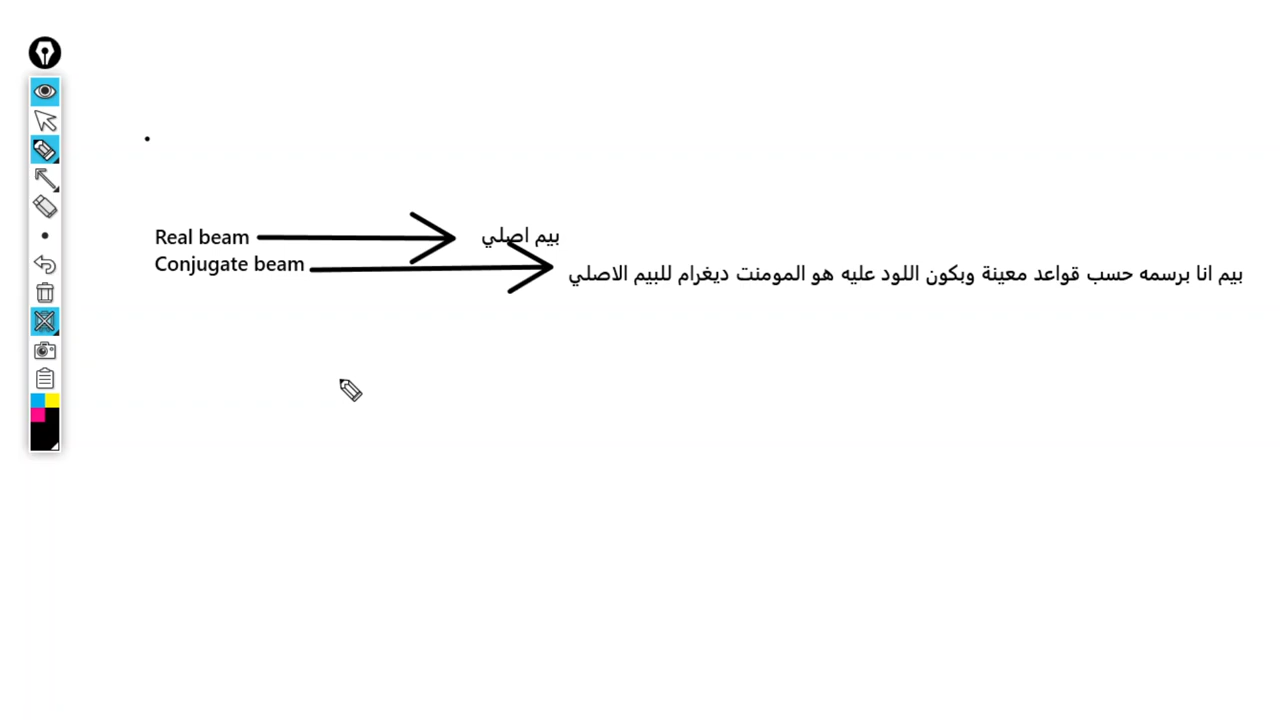 Real beam بيم اصلي
Conjugate beam بيم انا برسمه حسب قواعد معينة وبكون اللود عليه هو المومنت ديغرام للبيم الاصلي